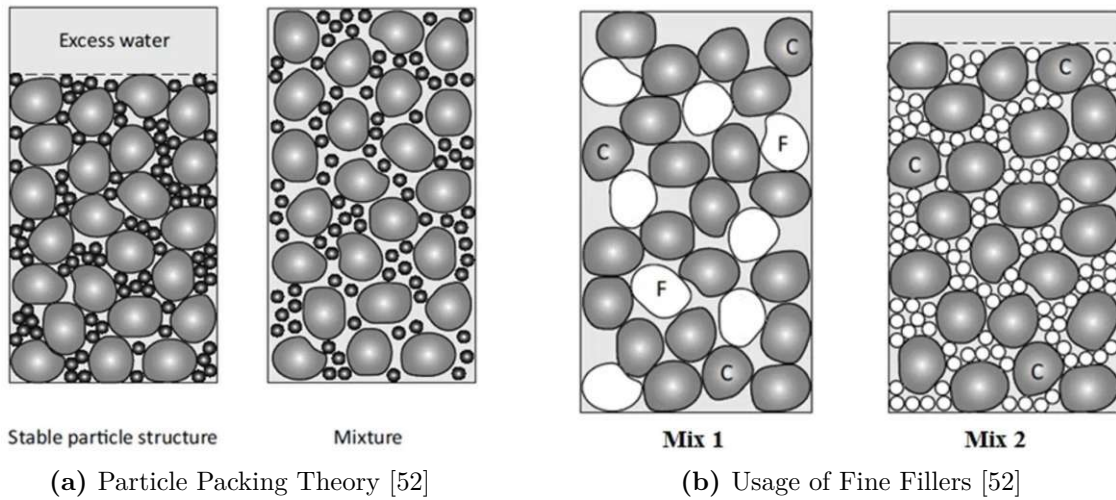 Excess water
Stable particle structure
Mixture
C
F
C
F
C
Mix 1
C
C
C
Mix 2
(a) Particle Packing Theory [52]
(b) Usage of Fine Fillers [52]